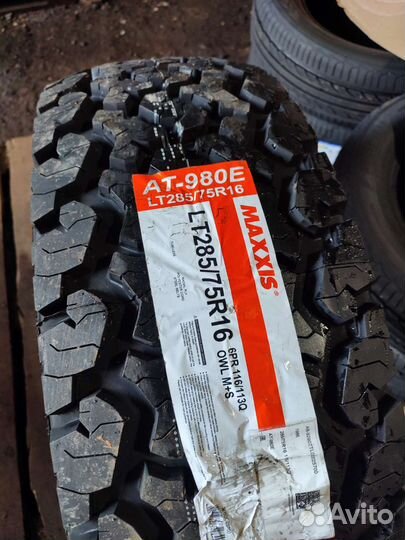 AT-980E
LT285/75R16
MAXXIS
LT285/75R16
6PR 116/113Q
OWL M+S
Avito